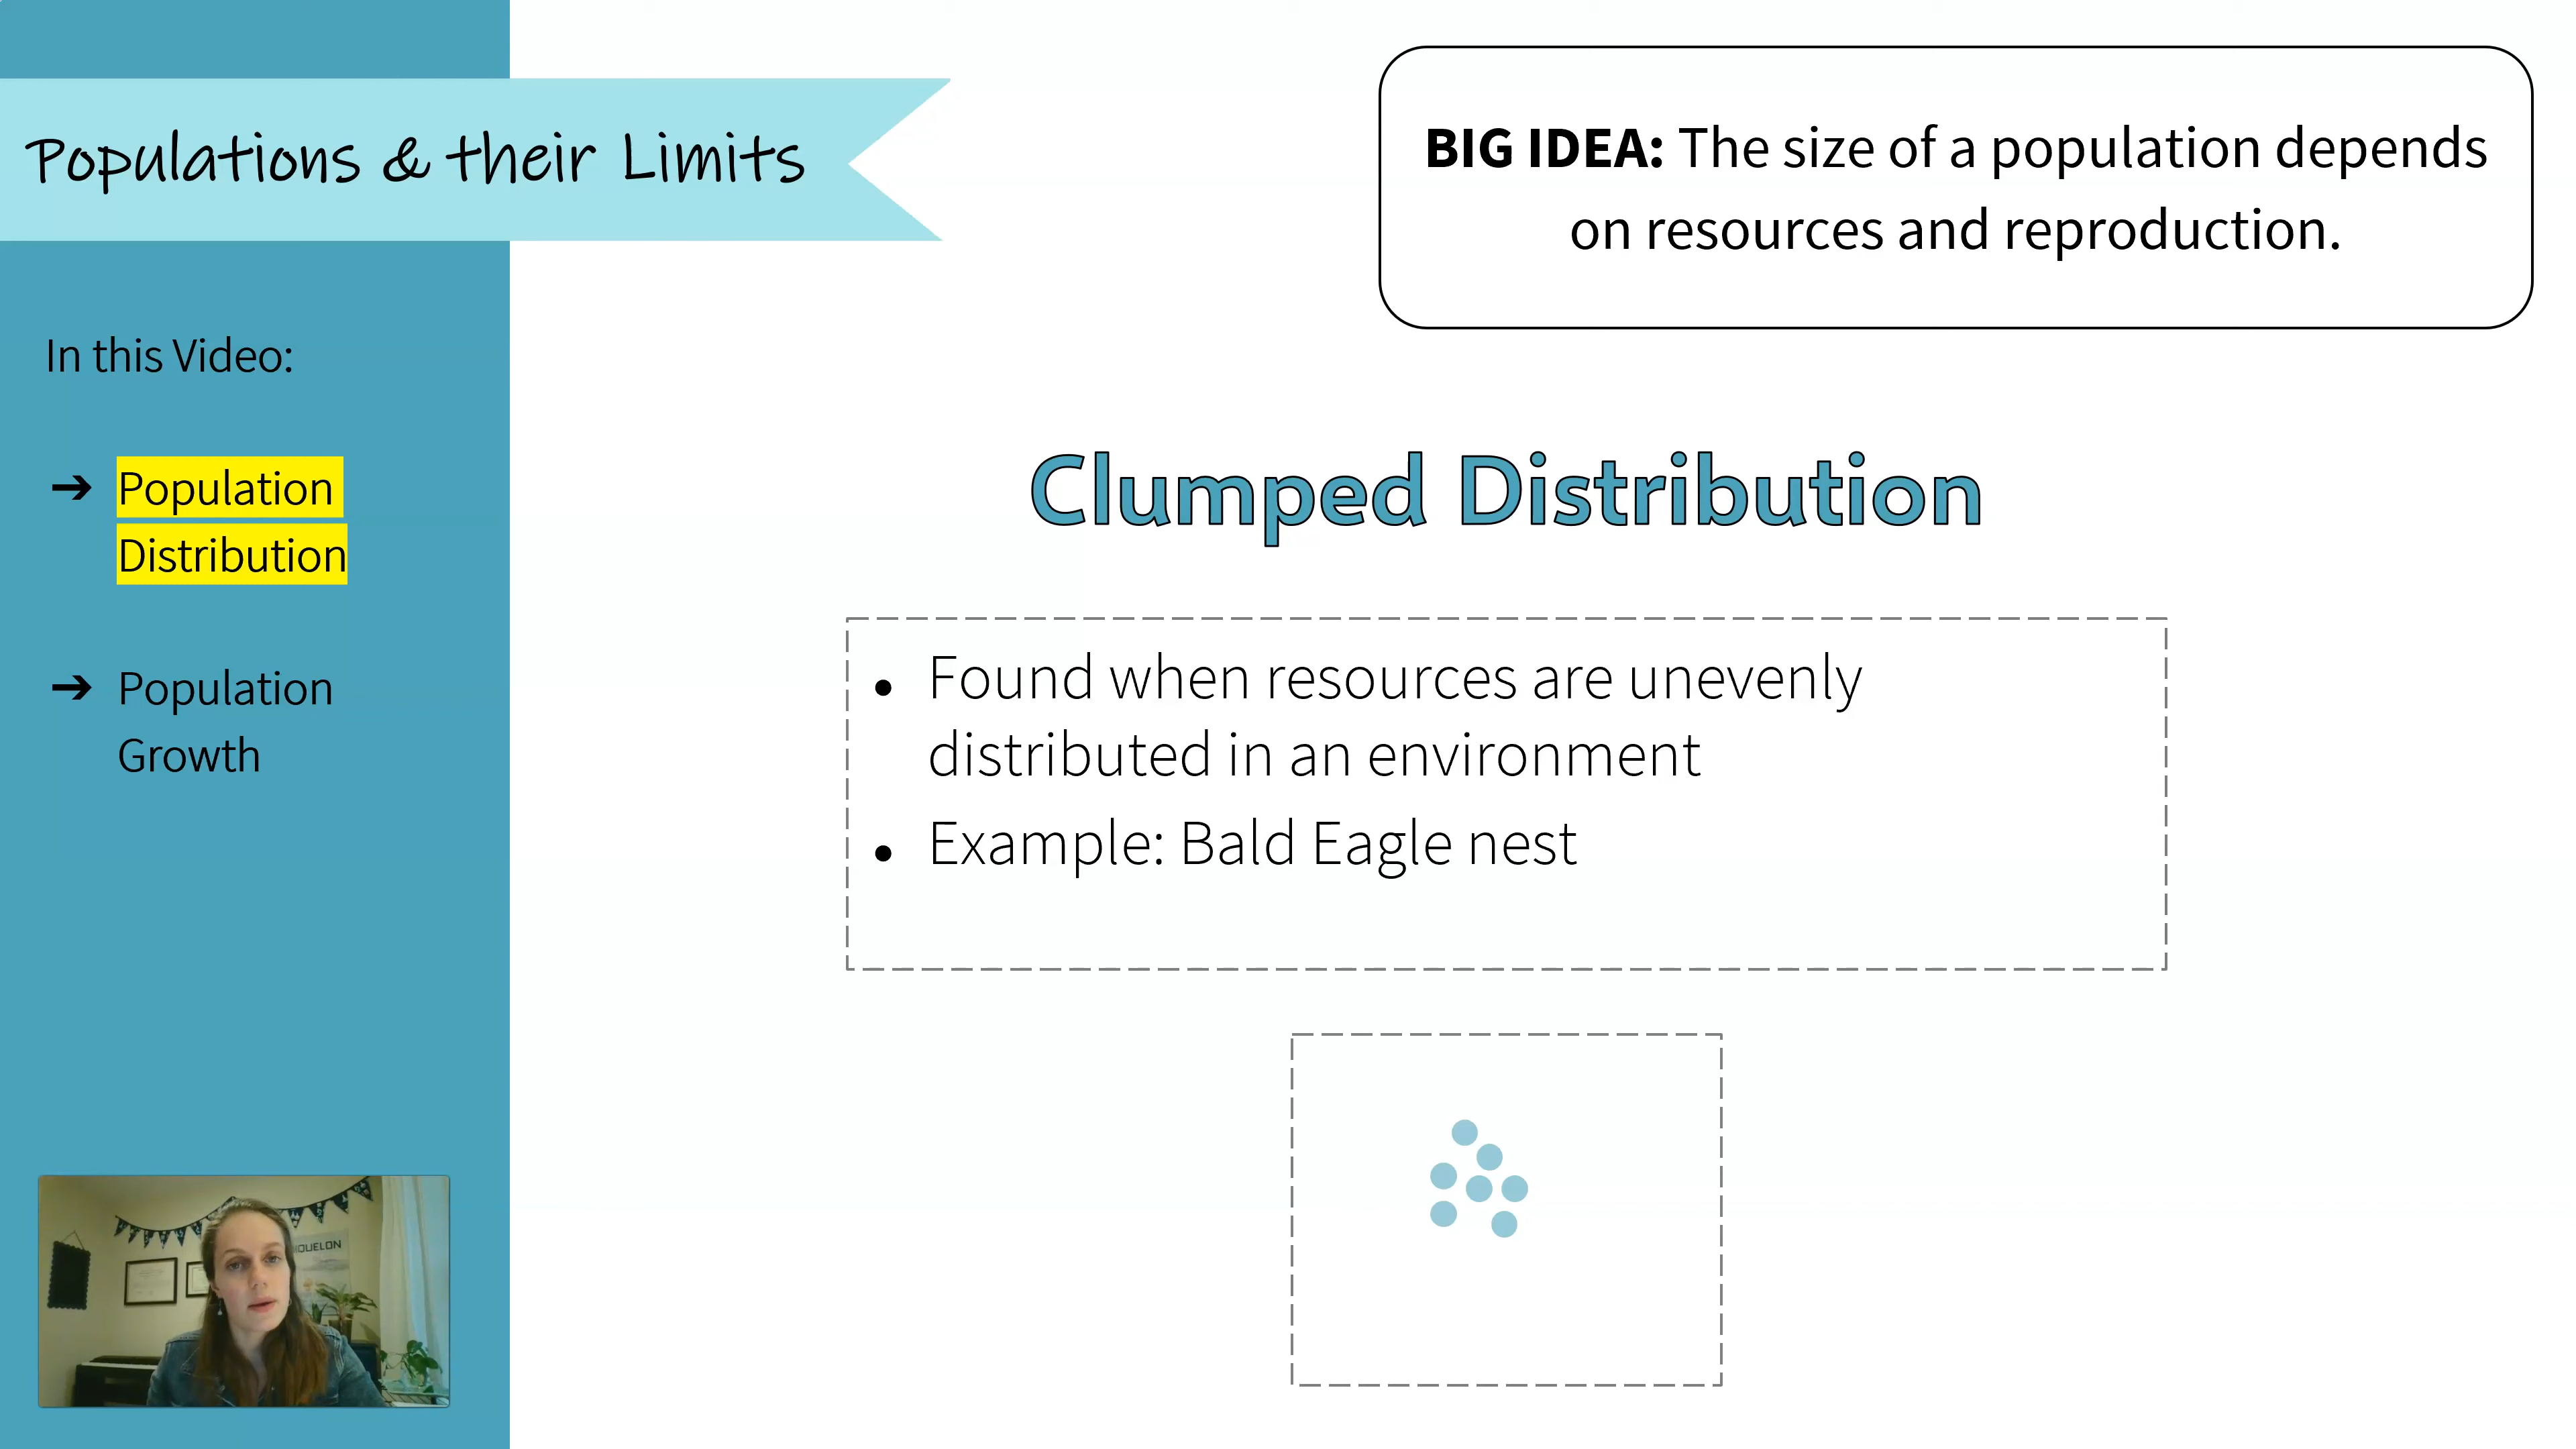 Populations & their Limits
BIG IDEA: The size of a population depends
on resources and reproduction.
In this Video:
➔ Population
Distribution
➔ Population
Growth
Clumped Distribution
• Found when resources are unevenly
distributed in an environment
• Example: Bald Eagle nest